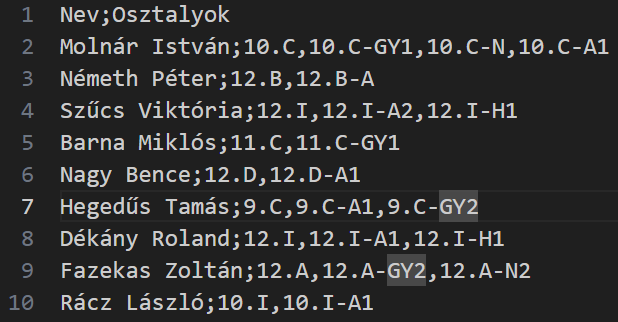 1 Nev;Osztalyok
2 Molnár István;10.C,10.C-GY1,10.C-N,10.C-A1
3 Németh Péter;12.B,12.B-A
4 Szűcs Viktória;12.I,12.I-A2,12.I-H1
5 Barna Miklós;11.C,11.C-GY1
6 Nagy Bence;12.D,12.D-A1
7 Hegedűs Tamás;9.C,9.C-A1,9.C-GY2
8 Dékány Roland;12.I,12.I-A1,12.I-H1
9 Fazekas Zoltán;12.A,12.A-GY2,12.A-N2
10 Rácz László;10.I,10.I-A1